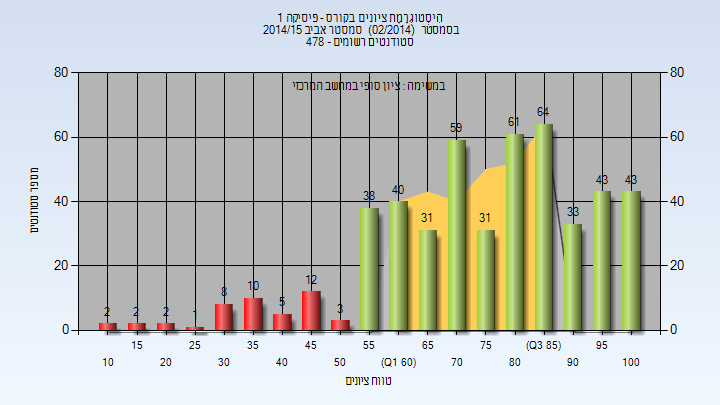 היסטוגרמת ציונים בקורס - פיסיקה 1
בסמסטר (02/2014) סמסטר אביב 2014/15
סטודנטים רשומים - 478
במשימה : ציון סופי במחשב המרכזי
80 80
60 60
40 40
20 20
0 0
מספר סטודנטים
2 2 2 1 8 10 5 12 3 38 40 31 59 31 61 64 33 43 43
15 25 35 45 55 65 75 (Q3 85) 95
10 20 30 40 50 (Q1 60) 70 80 90 100
טווח ציונים